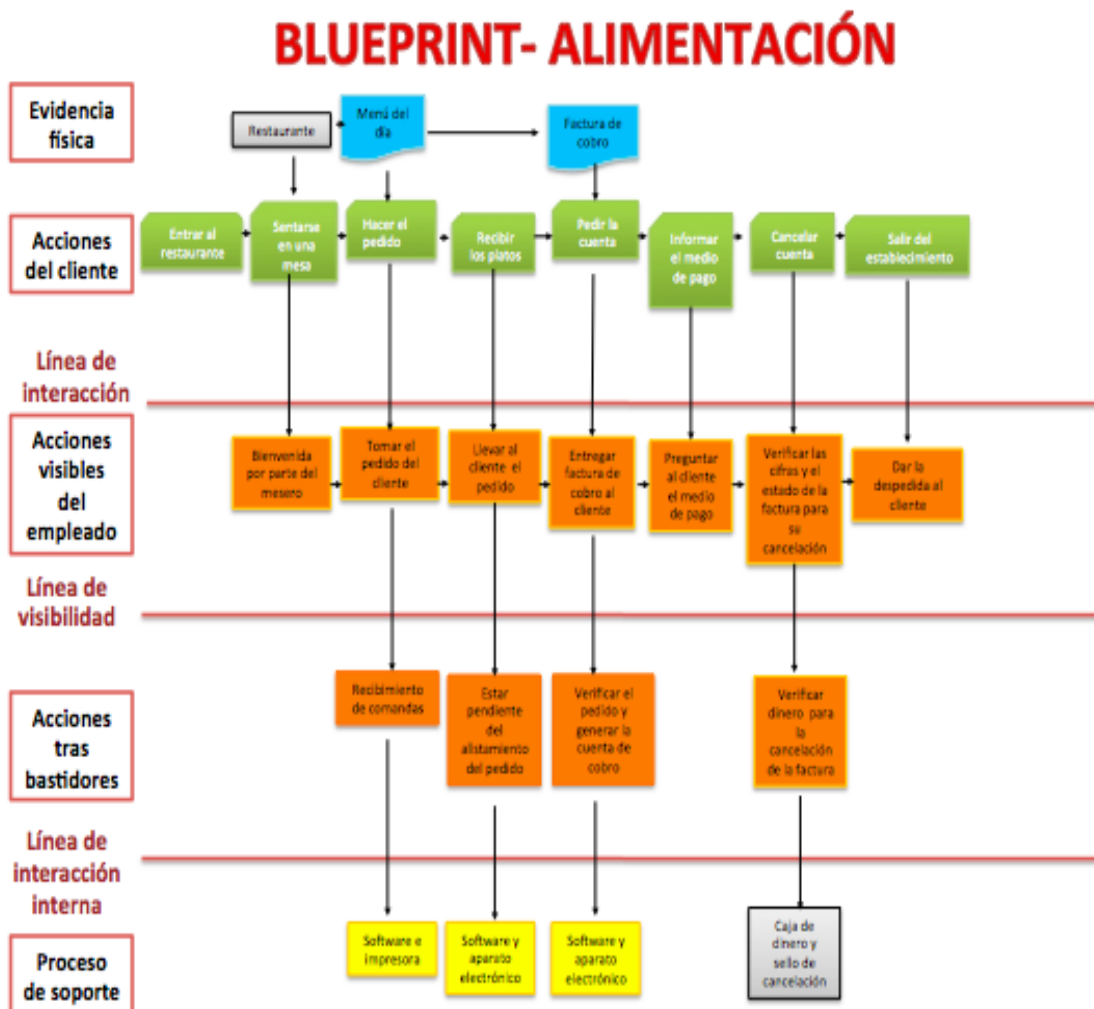 BLUEPRINT- ALIMENTACIÓN
Evidencia
física
Restaurante
Menú del
día
Factura de
cobro
Acciones
del cliente
Entrar al
restaurante
Sentarse
en una
mesa
Hacer el
pedido
Recibir
los platos
Pedir la
cuenta
Informar
el medio
de pago
Cancelar
cuenta
Salir del
establecimiento
Línea de
interacción
Acciones
visibles
del
empleado
Bienvenida
por parte del
mesero
Tomar el
pedido del
cliente
Llevar al
cliente el
pedido
Entregar
factura de
cobro al
cliente
Preguntar
al cliente
el medio
de pago
Verificar las
cifras y el
estado de la
factura para
su
cancelación
Dar la
despedida al
cliente
Línea de
visibilidad
Acciones
tras
bastidores
Recibimiento
de comandas
Estar
pendiente
del
alistamiento
del pedido
Verificar el
pedido y
generar la
cuenta de
cobro
Verificar
dinero para
la
cancelación
de la factura
Línea de
interacción
interna
Proceso
de soporte
Software e
impresora
Software y
aparato
electrónico
Software y
aparato
electrónico
Caja de
dinero y
sello de
cancelación